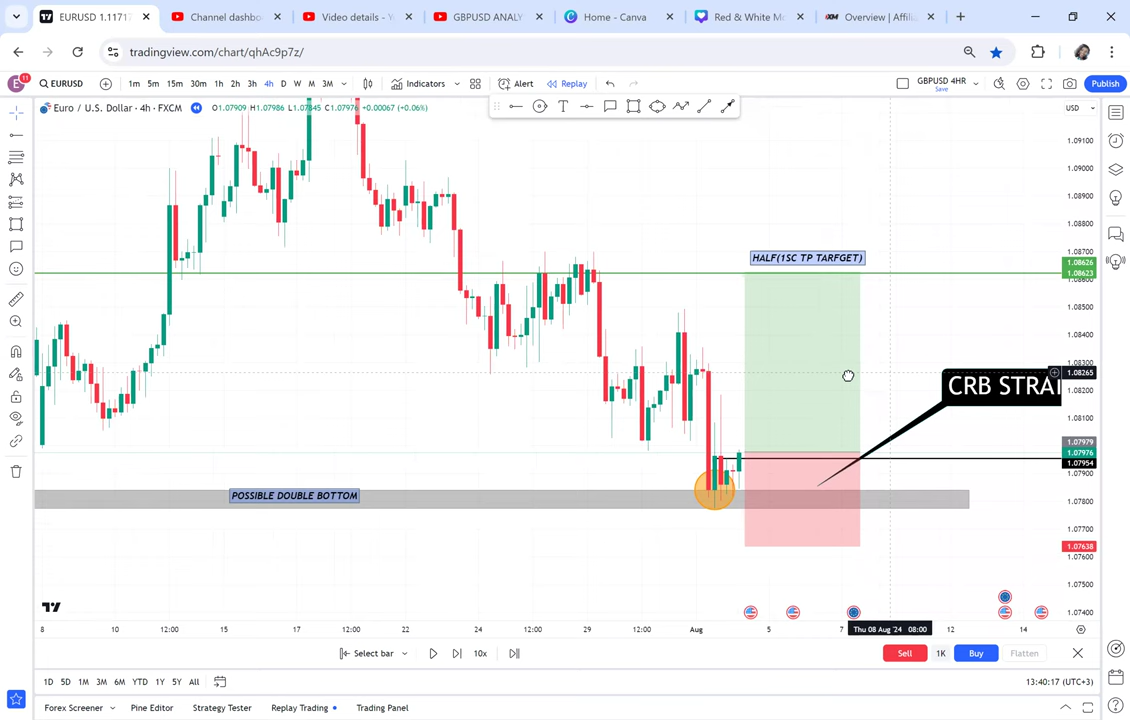 EURUSD 1.11717
Channel dashbo
Video details - Y
GBPUSD ANALY
Home - Canva
Red & White M
Overview | Affili
tradingview.com/chart/qhAc9p7z/
E
11
EURUSD
1m 5m 15m 30m 1h 2h 3h 4h D W M 3M
Indicators
Alert
Replay
GBPUSD 4HR
Save
Publish
Euro / U.S. Dollar · 4h · FXCM
O1.07909 H1.07986 L1.07845 C1.07976 +0.00067 (+0.06%)
USD
1.09100
1.09000
1.08900
1.08800
1.08700
HALF(1SC TP TARFGET)
1.08626
1.08623
1.08500
1.08400
1.08300
1.08265
1.08200
CRB STRAT
1.08100
1.07979
1.07976
1.07954
1.07900
POSSIBLE DOUBLE BOTTOM
1.07800
1.07700
1.07638
1.07600
1.07500
1.07400
8 10 12:00 15 17 12:00 22 24 12:00 29 12:00 Aug 5 7 Thu 08 Aug '24 08:00 12 14
Select bar
10x
Sell
1K
Buy
Flatten
1D 5D 1M 3M 6M YTD 1Y 5Y All
13:40:17 (UTC+3)
Forex Screener
Pine Editor
Strategy Tester
Replay Trading
Trading Panel